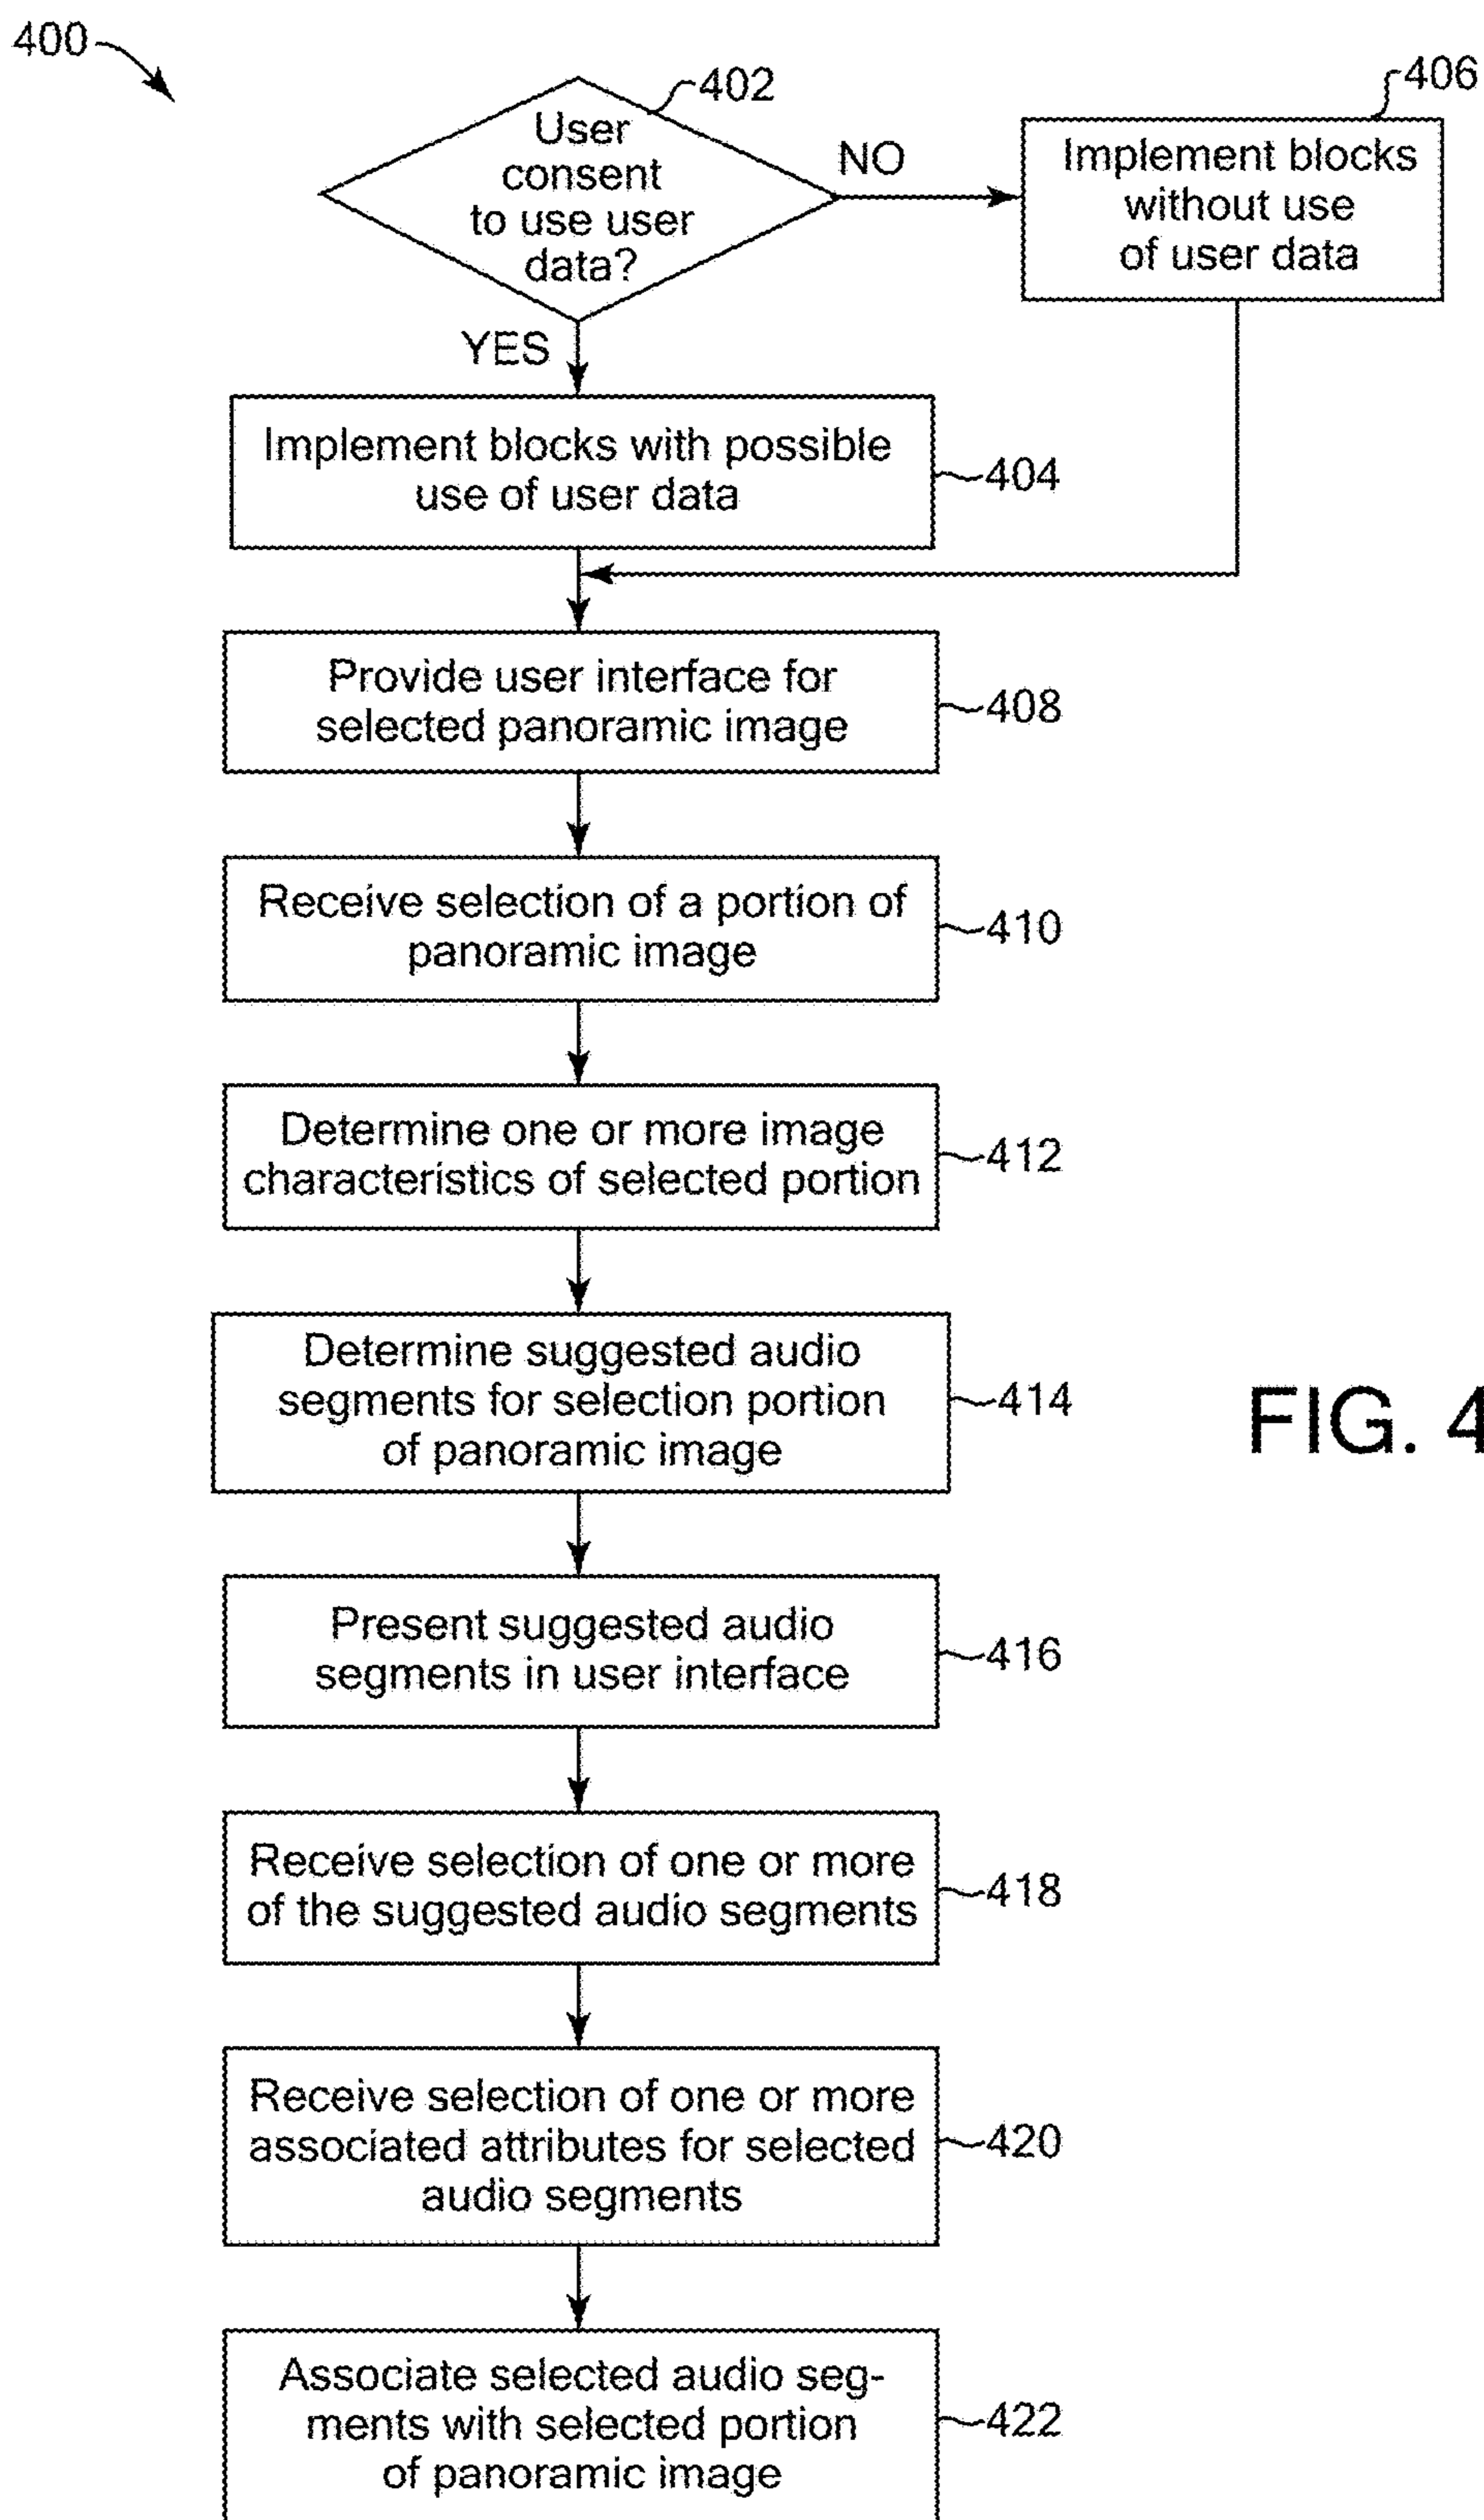 400
402
User
consent
to use user
data?
NO
406
Implement blocks
without use
of user data
YES
Implement blocks with possible
use of user data
404
Provide user interface for
selected panoramic image
408
Receive selection of a portion of
panoramic image
410
Determine one or more image
characteristics of selected portion
412
Determine suggested audio
segments for selection portion
of panoramic image
414
FIG. 4
Present suggested audio
segments in user interface
416
Receive selection of one or more
of the suggested audio segments
418
Receive selection of one or more
associated attributes for selected
audio segments
420
Associate selected audio seg-
ments with selected portion
of panoramic image
422